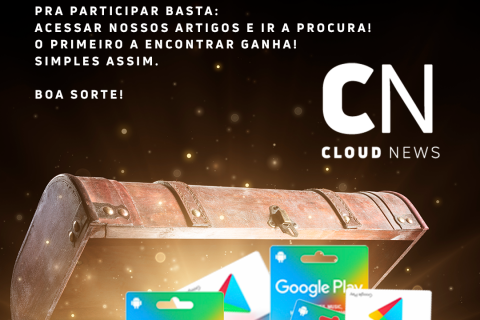 PRA PARTICIPAR BASTA:
ACESSAR NOSSOS ARTIGOS E IR A PROCURA!
O PRIMEIRO A ENCONTRAR GANHA!
SIMPLES ASSIM.
BOA SORTE!
CN
CLOUD NEWS
Google Play